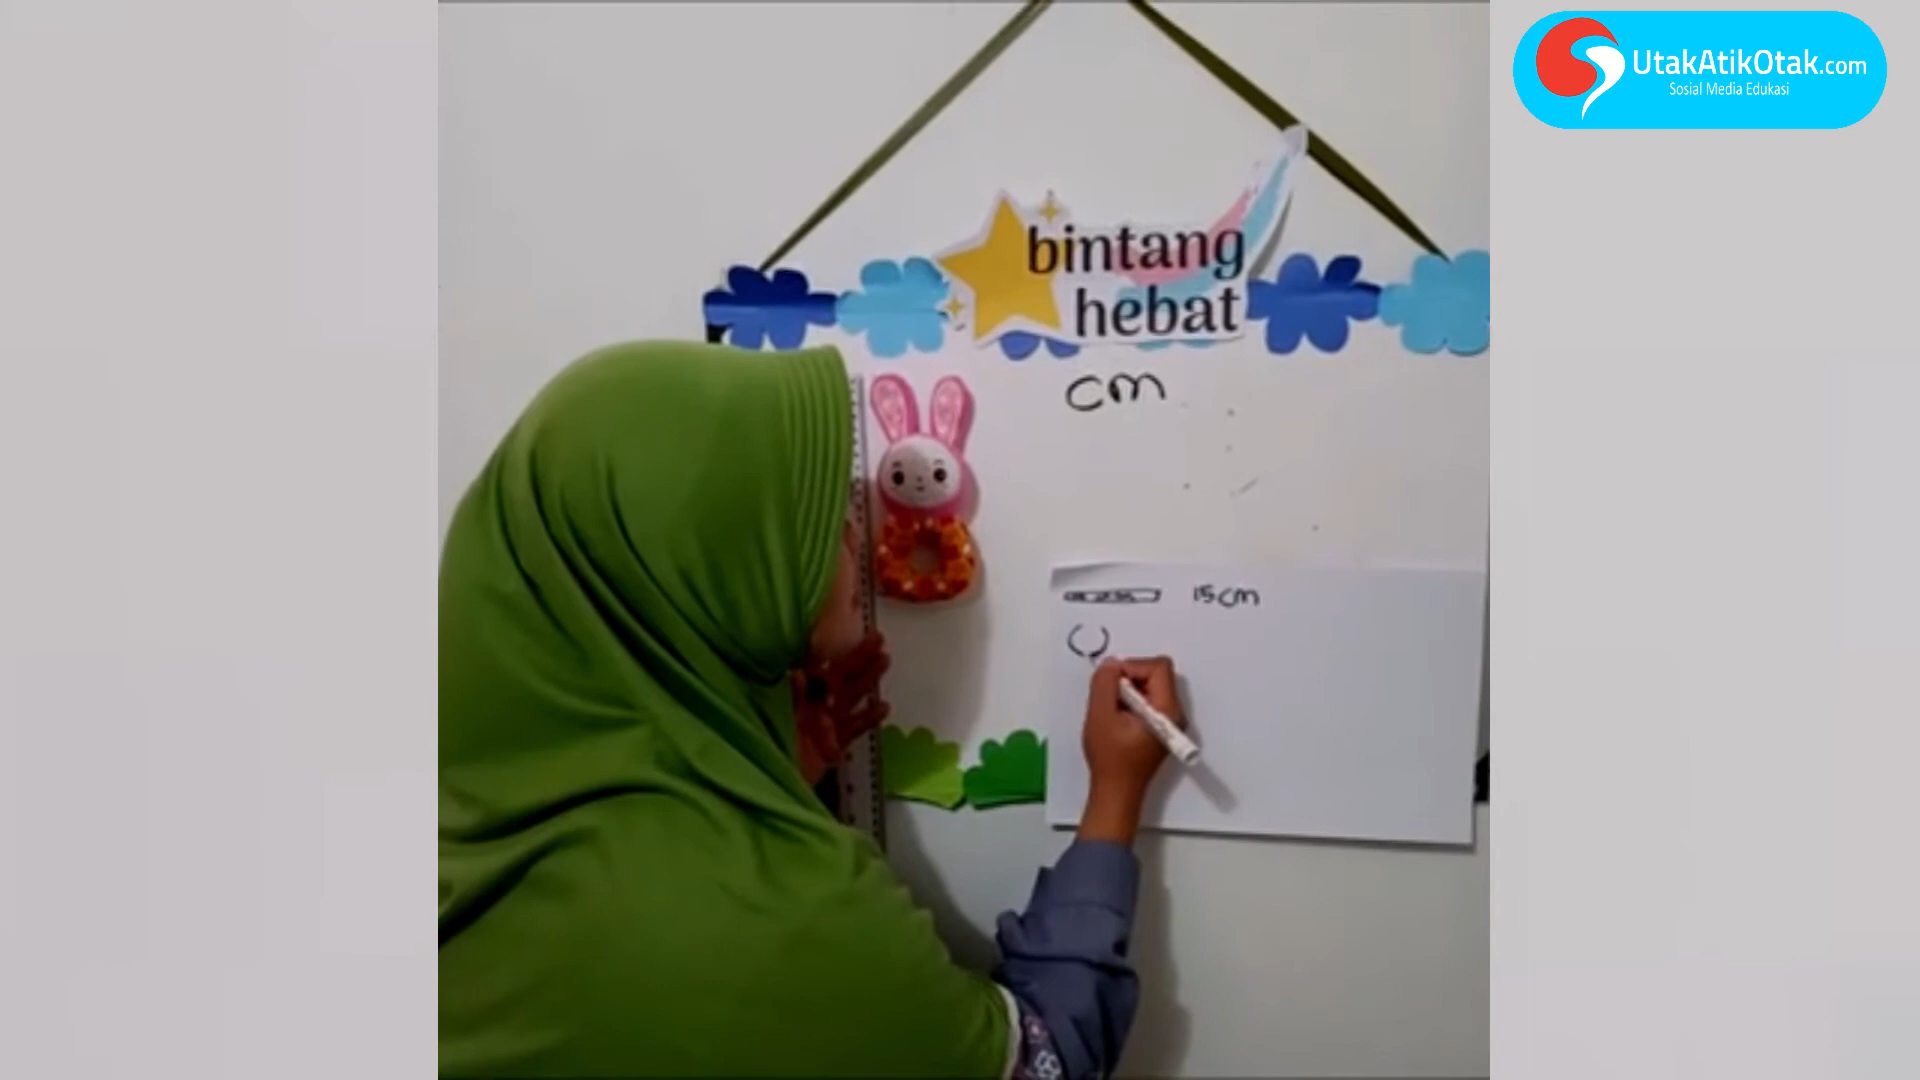 UtakAtikOtak.com
Sosial Media Edukasi
bintang
hebat
cm
15cm